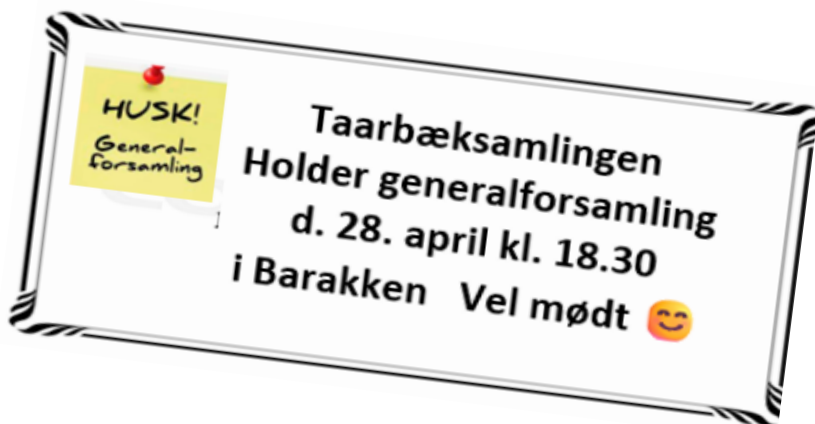 HUSK!
General-
forsamling
Taarbæksamlingen
Holder generalforsamling
d. 28. april kl. 18.30
i Barakken Vel mødt 😊